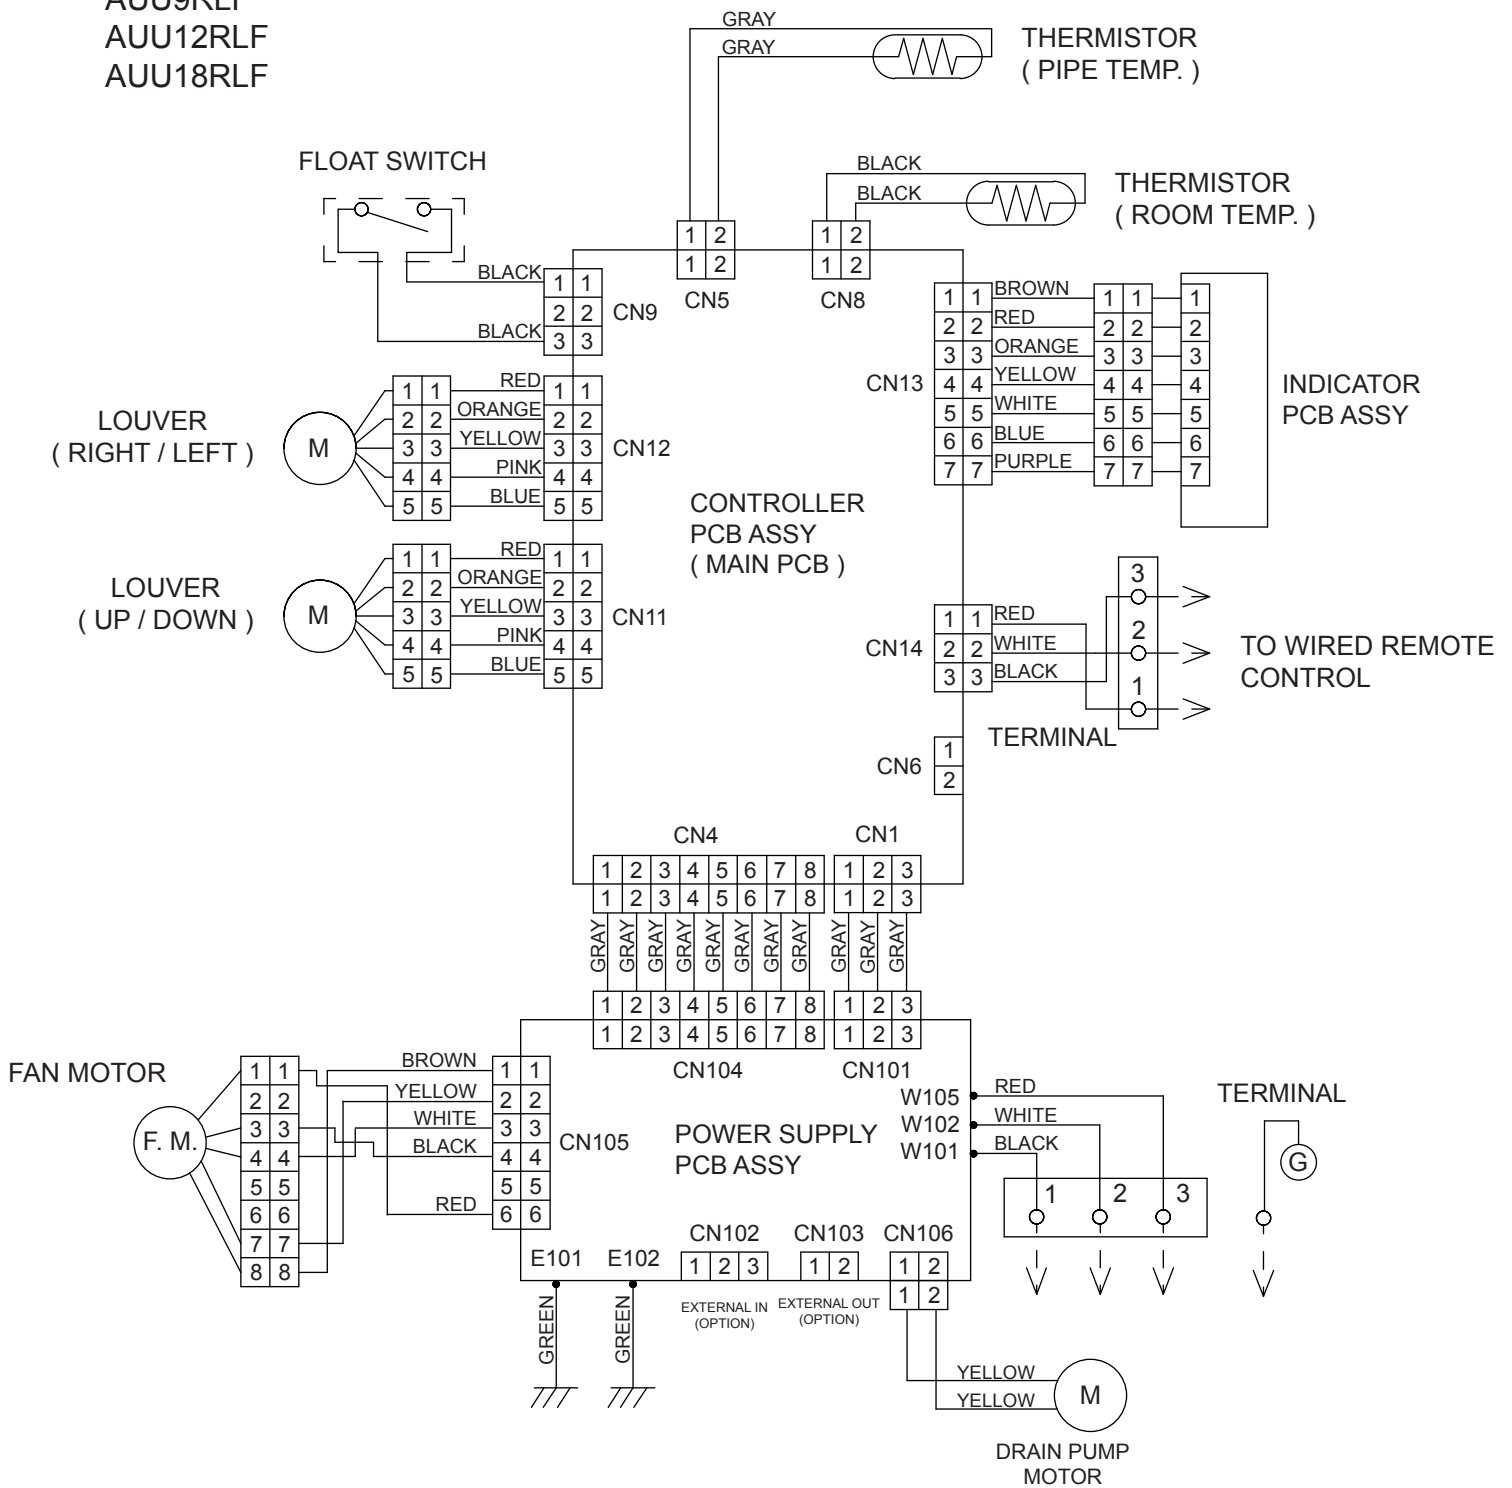 AUU9RLF
AUU12RLF
AUU18RLF
GRAY
GRAY
THERMISTOR
( PIPE TEMP. )
FLOAT SWITCH
BLACK
BLACK
THERMISTOR
( ROOM TEMP. )
1 2
1 2
CN5
1 2
1 2
CN8
BLACK
BLACK
1 1
2 2
3 3
CN9
LOUVER
( RIGHT / LEFT )
M
1 1
2 2
3 3
4 4
5 5
RED
ORANGE
YELLOW
PINK
BLUE
1 1
2 2
3 3
4 4
5 5
CN12
LOUVER
( UP / DOWN )
M
1 1
2 2
3 3
4 4
5 5
RED
ORANGE
YELLOW
PINK
BLUE
1 1
2 2
3 3
4 4
5 5
CN11
CONTROLLER
PCB ASSY
( MAIN PCB )
CN13
1 1 BROWN 1 1 1
2 2 RED 2 2 2
3 3 ORANGE 3 3 3
4 4 YELLOW 4 4 4
5 5 WHITE 5 5 5
6 6 BLUE 6 6 6
7 7 PURPLE 7 7 7
INDICATOR
PCB ASSY
CN14
1 1 RED
2 2 WHITE
3 3 BLACK
3
2
1
TERMINAL
TO WIRED REMOTE
CONTROL
CN6
1
2
CN4
1 2 3 4 5 6 7 8
1 2 3 4 5 6 7 8
CN1
1 2 3
1 2 3
GRAY
GRAY
GRAY
GRAY
GRAY
GRAY
GRAY
GRAY
GRAY
GRAY
GRAY
1 2 3 4 5 6 7 8
1 2 3 4 5 6 7 8
CN104
1 2 3
1 2 3
CN101
FAN MOTOR
F. M.
1 1
2 2
3 3
4 4
5 5
6 6
7 7
8 8
BROWN
YELLOW
WHITE
BLACK
RED
1 1
2 2
3 3
4 4
5 5
6 6
CN105
POWER SUPPLY
PCB ASSY
W105
W102
W101
RED
WHITE
BLACK
1 2 3
TERMINAL
G
E101
E102
GREEN
GREEN
CN102
1 2 3
EXTERNAL IN
(OPTION)
CN103
1 2
EXTERNAL OUT
(OPTION)
CN106
1 2
1 2
YELLOW
YELLOW
M
DRAIN PUMP
MOTOR